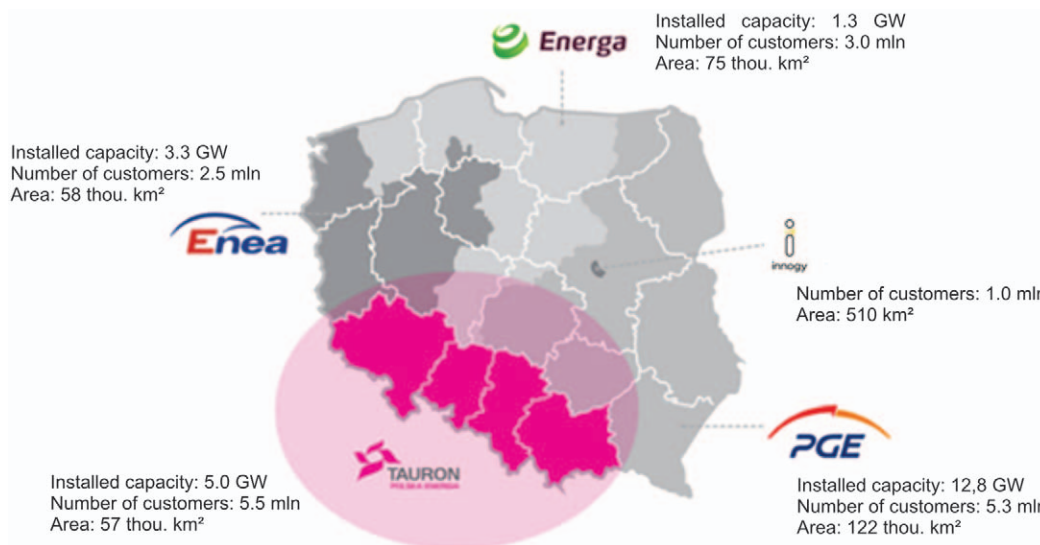 Energa
Installed capacity: 1.3 GW
Number of customers: 3.0 mln
Area: 75 thou. km²
Installed capacity: 3.3 GW
Number of customers: 2.5 mln
Area: 58 thou. km²
Enea
innogy
Number of customers: 1.0 mln
Area: 510 km²
TAURON
POLSKA ENERGIA
PGE
Installed capacity: 5.0 GW
Number of customers: 5.5 mln
Area: 57 thou. km²
Installed capacity: 12,8 GW
Number of customers: 5.3 mln
Area: 122 thou. km²